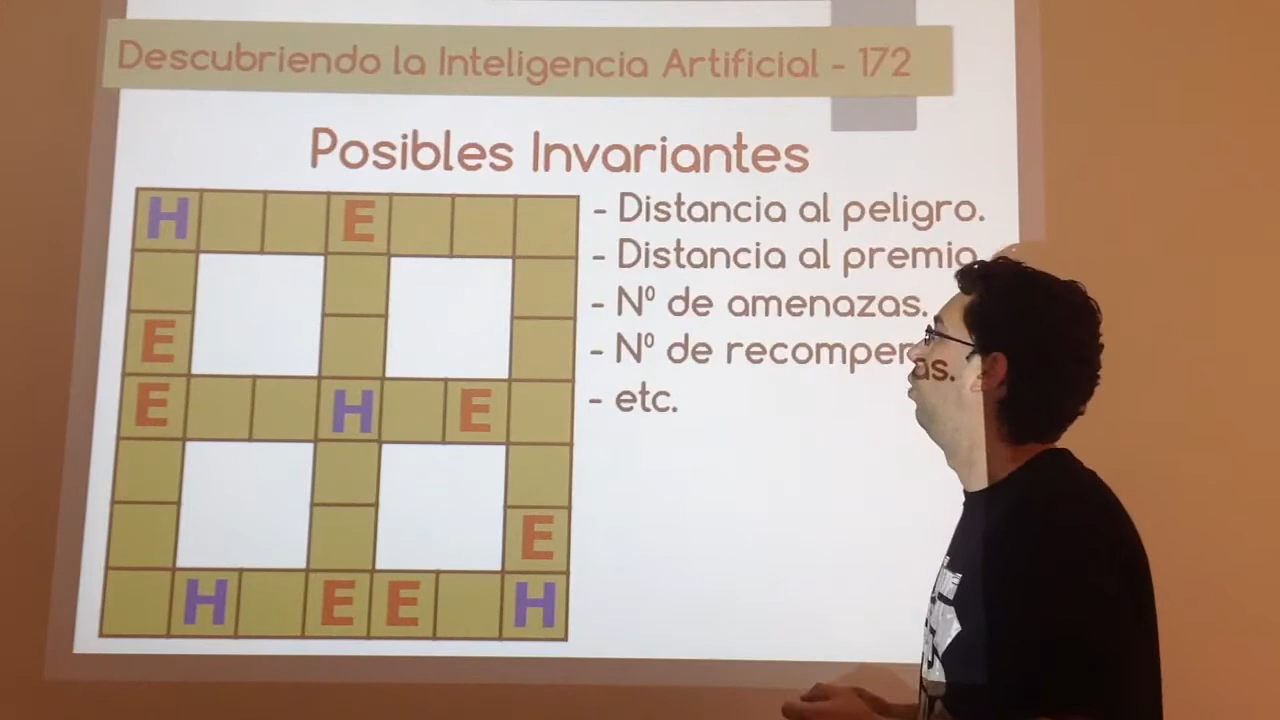 Descubriendo la Inteligencia Artificial - 172
Posibles Invariantes
H E
E
E H E
E
H E E H
- Distancia al peligro.
- Distancia al premio
- Nº de amenazas.
- Nº de recompensas.
- etc.